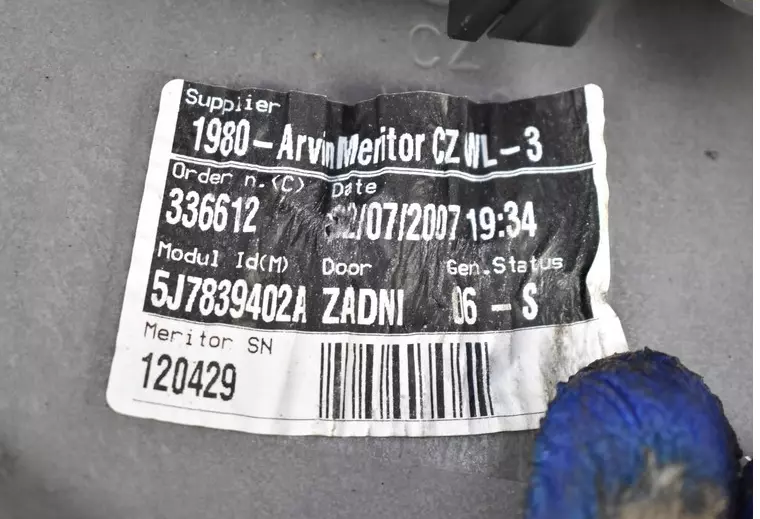 CZ
Supplier
1980-ArvinMeritor CZ WL-3
Order n.(C) Date
336612 /07/2007 19:34
Modul Id(M) Door Gen.Status
5J7839402A ZADNI 06 - S
Meritor SN
120429